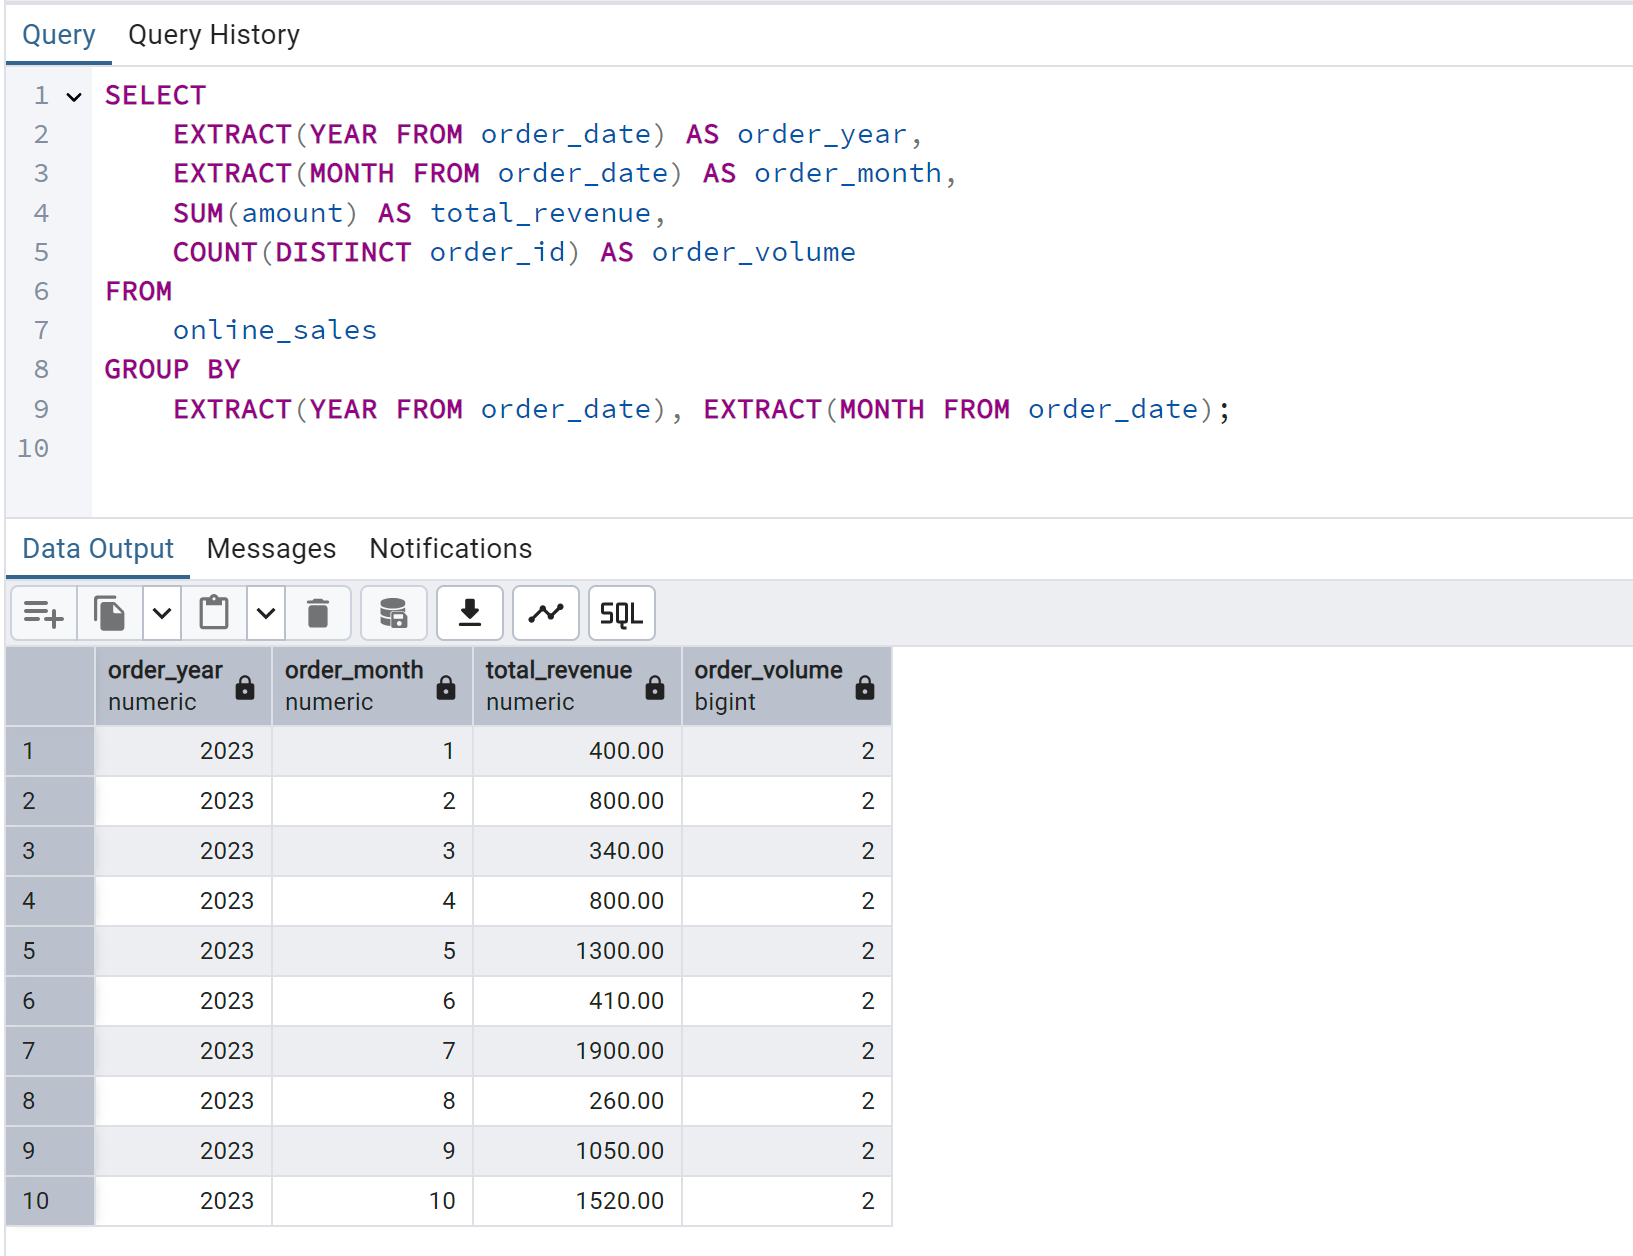 Query Query History
1 SELECT
2 EXTRACT(YEAR FROM order_date) AS order_year,
3 EXTRACT(MONTH FROM order_date) AS order_month,
4 SUM(amount) AS total_revenue,
5 COUNT(DISTINCT order_id) AS order_volume
6 FROM
7 online_sales
8 GROUP BY
9 EXTRACT(YEAR FROM order_date), EXTRACT(MONTH FROM order_date);
10
Data Output Messages Notifications
SQL
order_year order_month total_revenue order_volume
numeric numeric numeric bigint
1 2023 1 400.00 2
2 2023 2 800.00 2
3 2023 3 340.00 2
4 2023 4 800.00 2
5 2023 5 1300.00 2
6 2023 6 410.00 2
7 2023 7 1900.00 2
8 2023 8 260.00 2
9 2023 9 1050.00 2
10 2023 10 1520.00 2